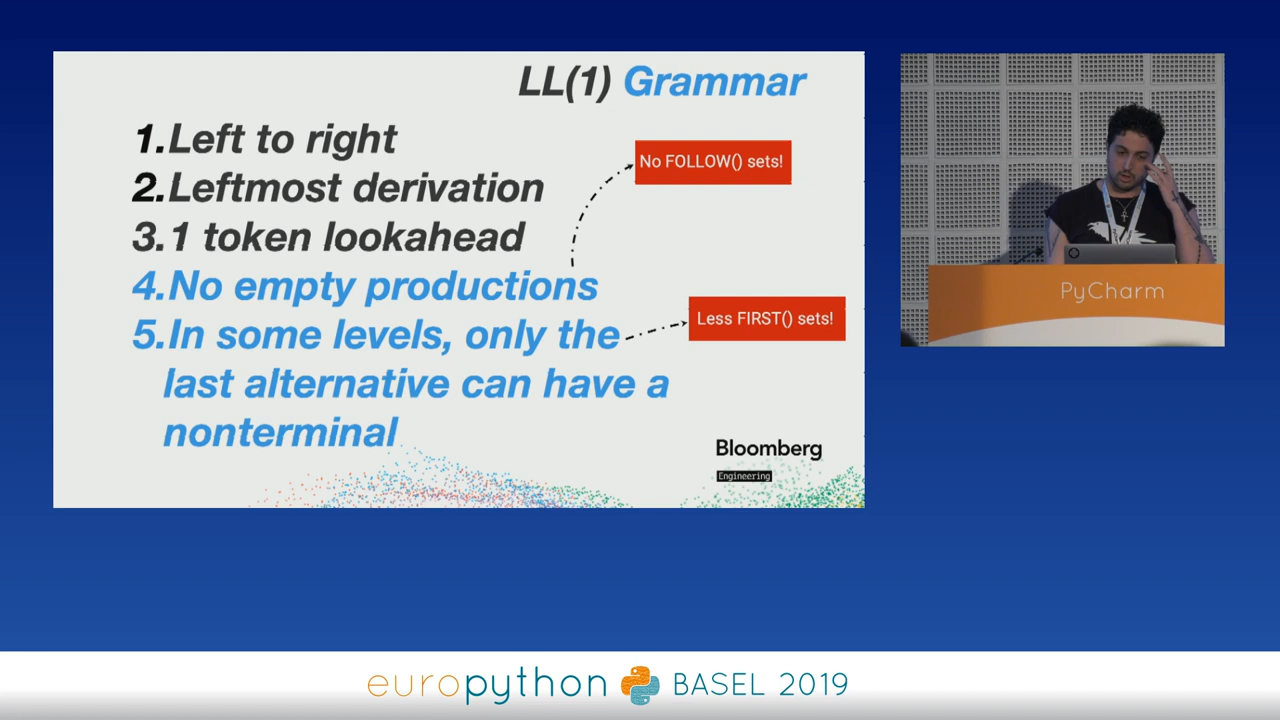 LL(1) Grammar
1.Left to right
2.Leftmost derivation
3.1 token lookahead
4.No empty productions
5.In some levels, only the
last alternative can have a
nonterminal
No FOLLOW() sets!
Less FIRST() sets!
Bloomberg
Engineering
PyCharm
europython BASEL 2019